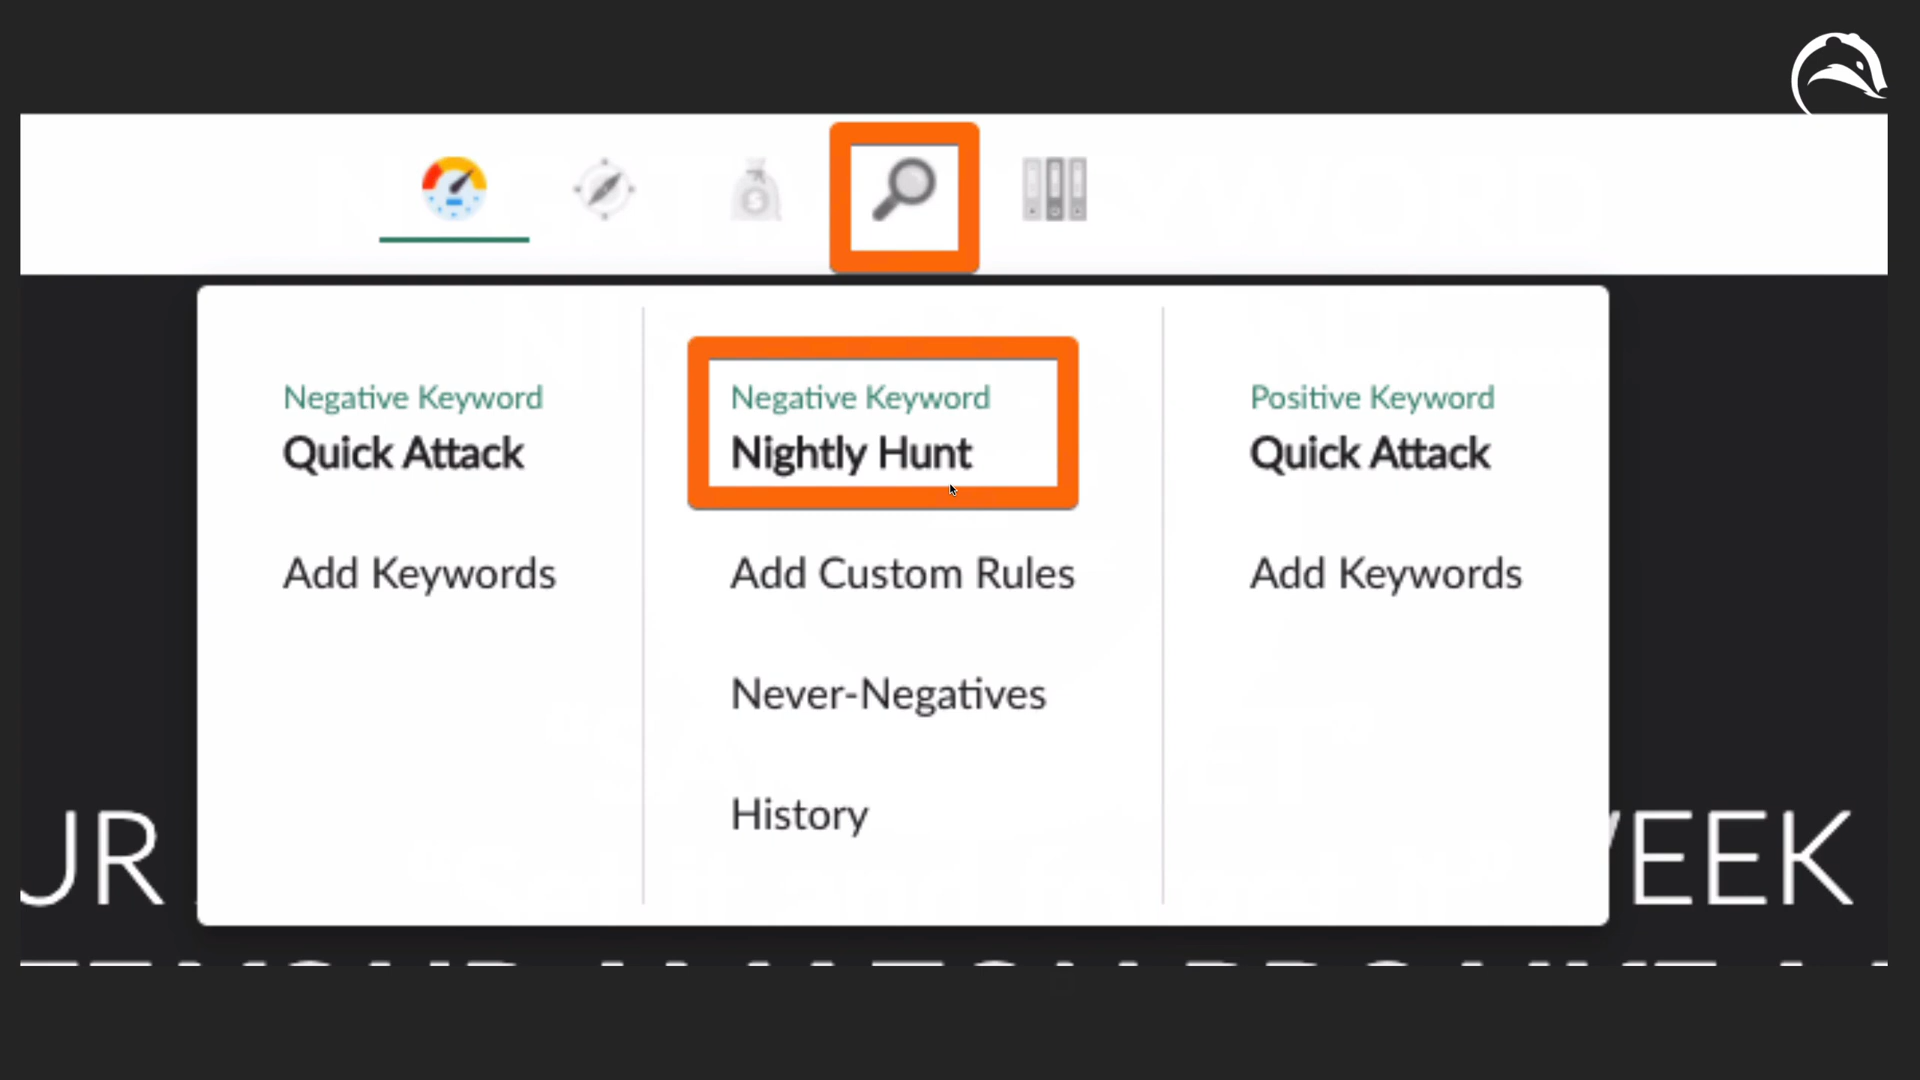 Negative Keyword
Quick Attack
Add Keywords
Negative Keyword
Nightly Hunt
Add Custom Rules
Never-Negatives
History
Positive Keyword
Quick Attack
Add Keywords
UR
EEK